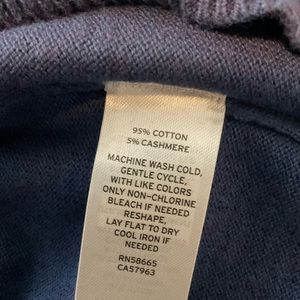 95% COTTON
5% CASHMERE
MACHINE WASH COLD,
GENTLE CYCLE,
WITH LIKE COLORS
ONLY NON-CHLORINE
BLEACH IF NEEDED
RESHAPE,
LAY FLAT TO DRY
COOL IRON IF
NEEDED
RN58665
CA57963